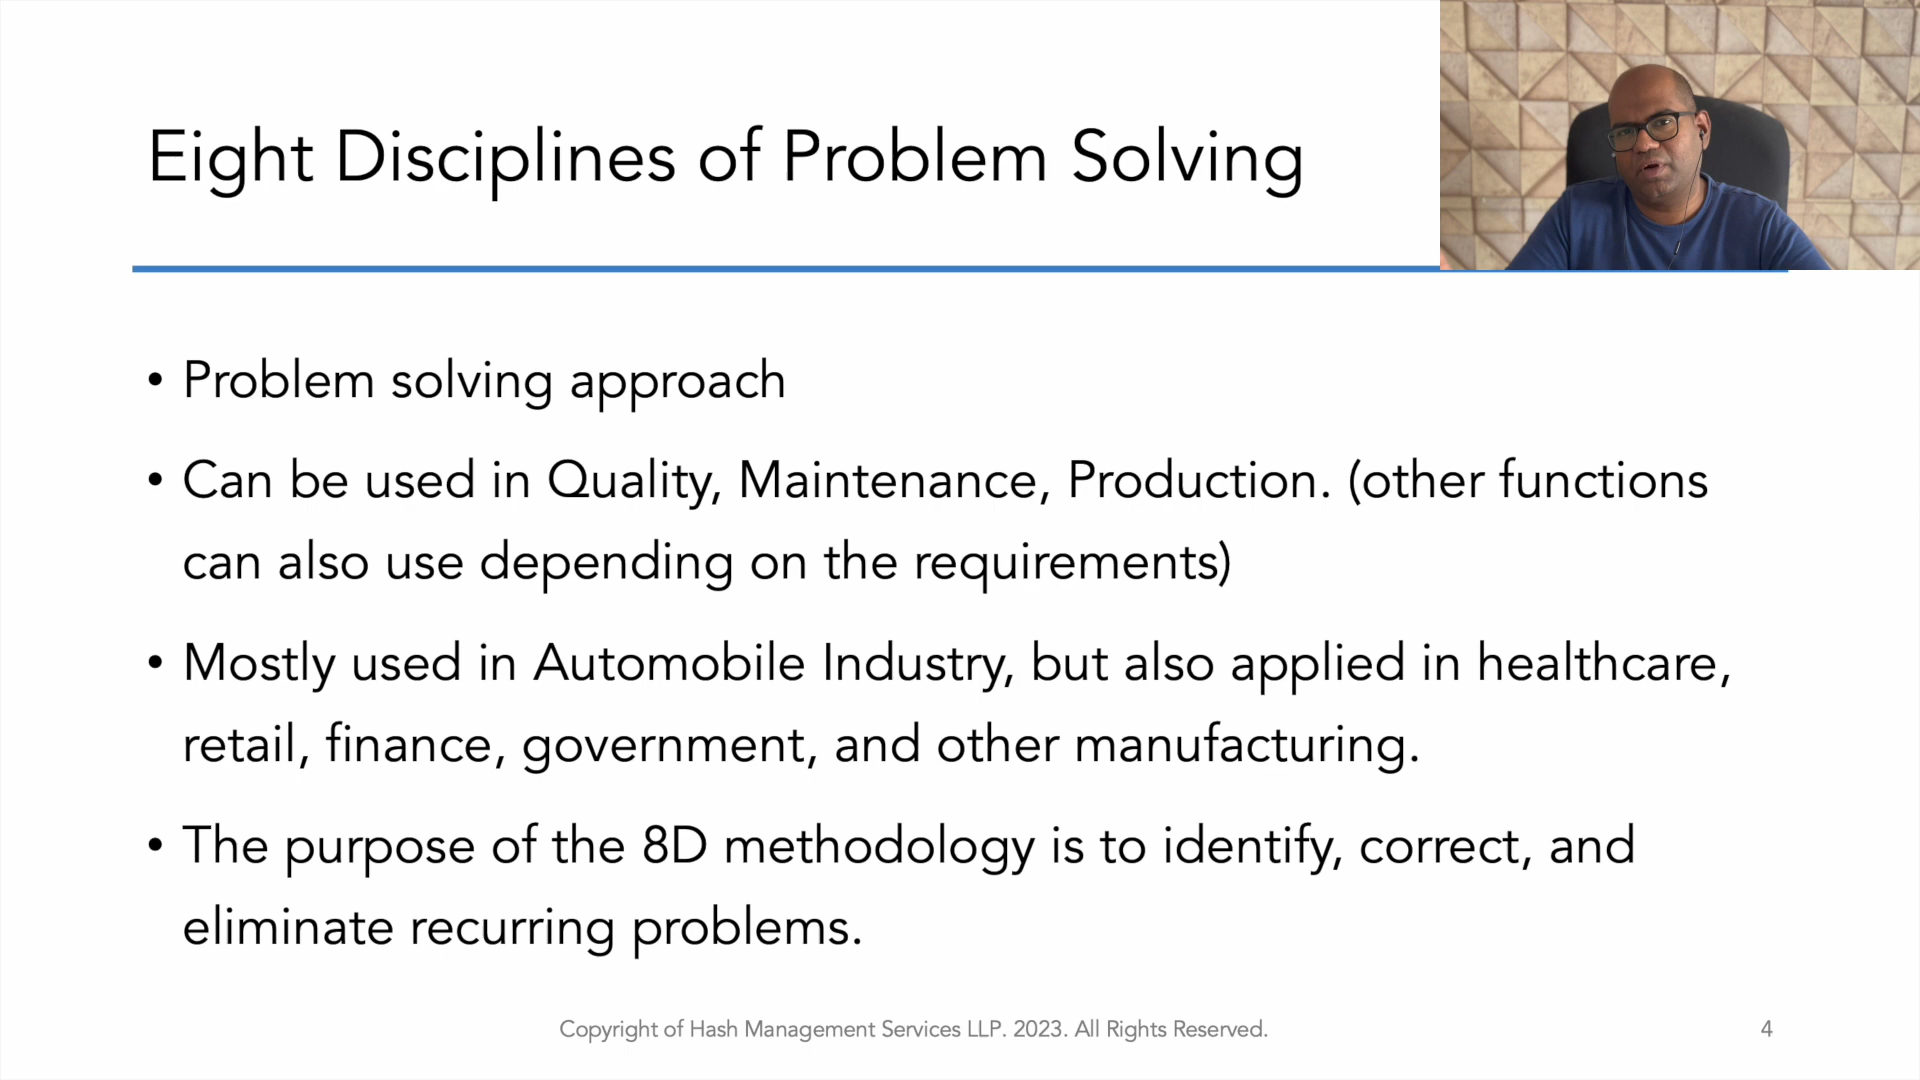 Eight Disciplines of Problem Solving
• Problem solving approach
• Can be used in Quality, Maintenance, Production. (other functions
can also use depending on the requirements)
• Mostly used in Automobile Industry, but also applied in healthcare,
retail, finance, government, and other manufacturing.
• The purpose of the 8D methodology is to identify, correct, and
eliminate recurring problems.
Copyright of Hash Management Services LLP. 2023. All Rights Reserved.
4